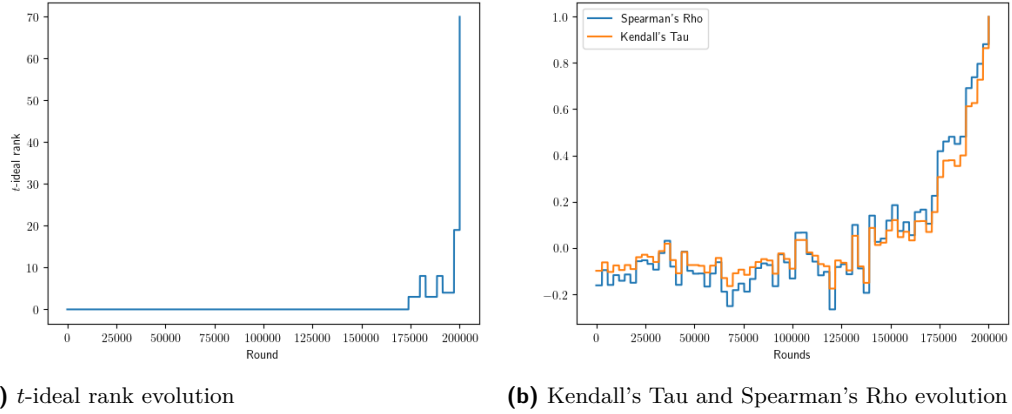 70
60
50
40
30
20
10
0
t-ideal rank
0 25000 50000 75000 100000 125000 150000 175000 200000
Round
Spearman's Rho
Kendall's Tau
1.0
0.8
0.6
0.4
0.2
0.0
−0.2
0 25000 50000 75000 100000 125000 150000 175000 200000
Rounds
) t-ideal rank evolution
(b) Kendall's Tau and Spearman's Rho evolution